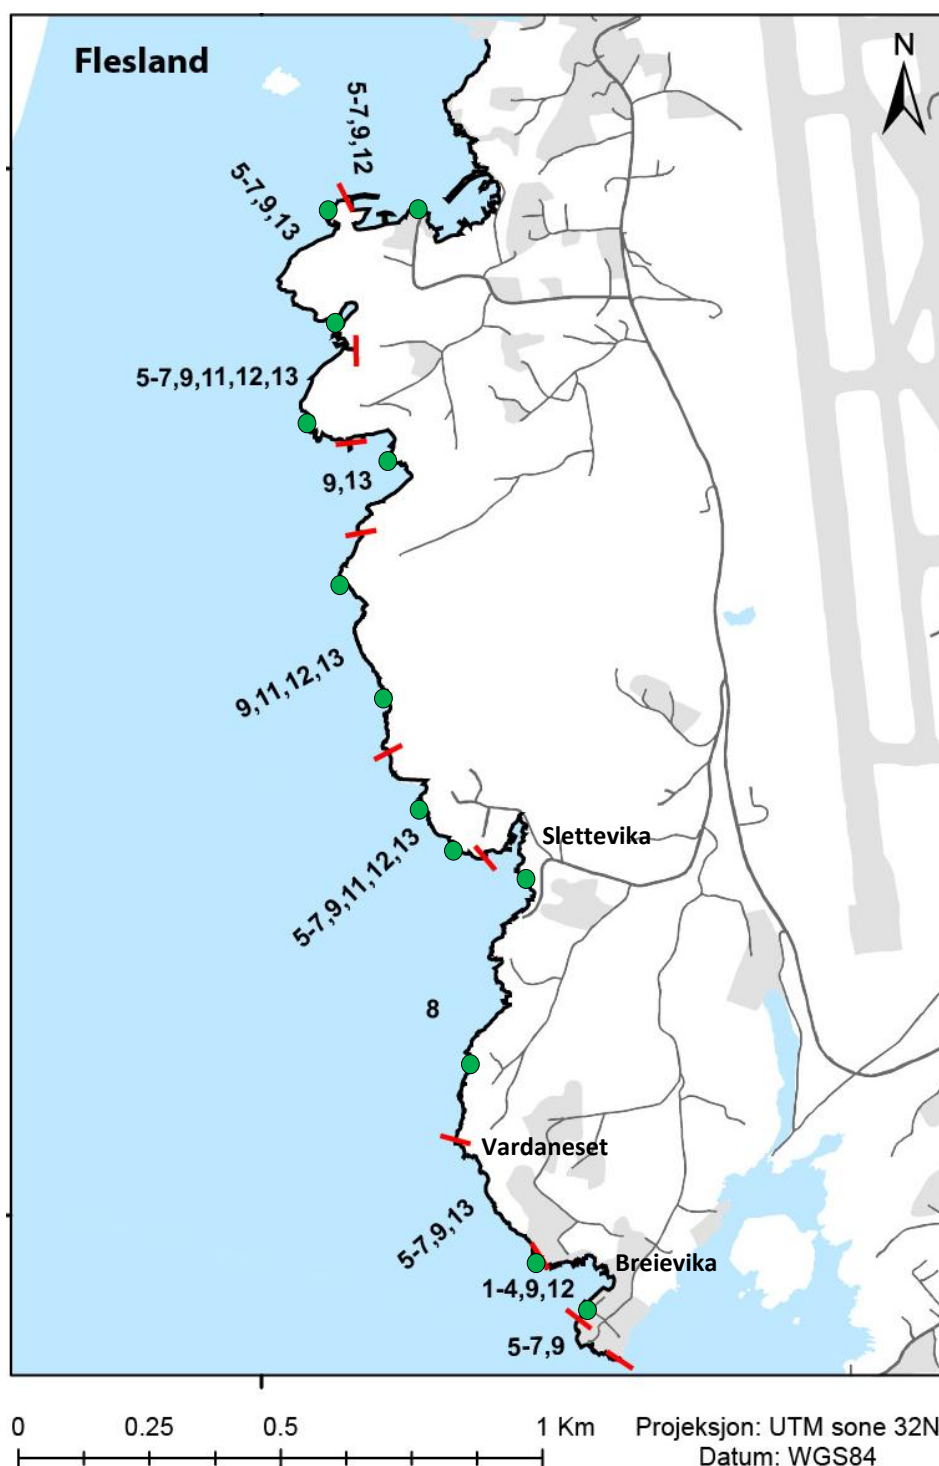 Flesland
N
5-7,9,12
5-7,9,13
5-7,9,11,12,13
9,13
9,11,12,13
Slettevika
5-7,9,11,12,13
8
Vardaneset
5-7,9,13
Breievika
1-4,9,12
5-7,9
0 0.25 0.5 1 Km Projeksjon: UTM sone 32N
Datum: WGS84